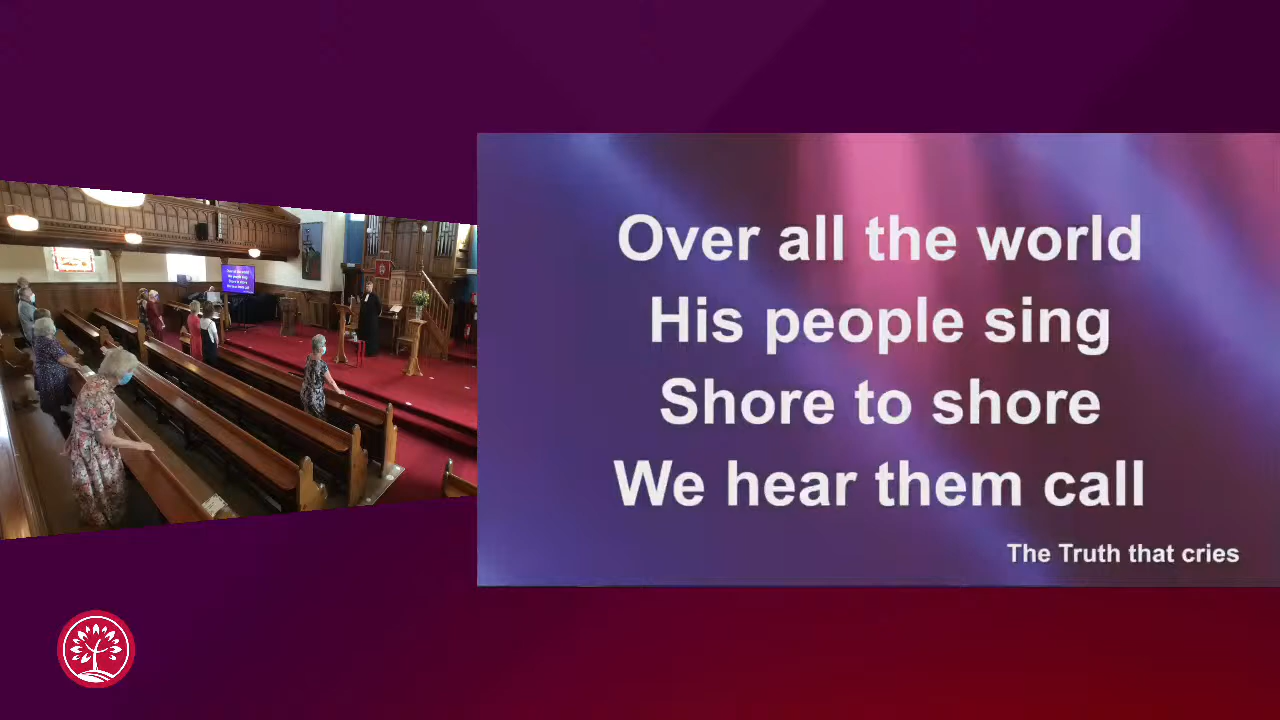 Over all the world
His people sing
Shore to shore
We hear them call
The Truth that cries